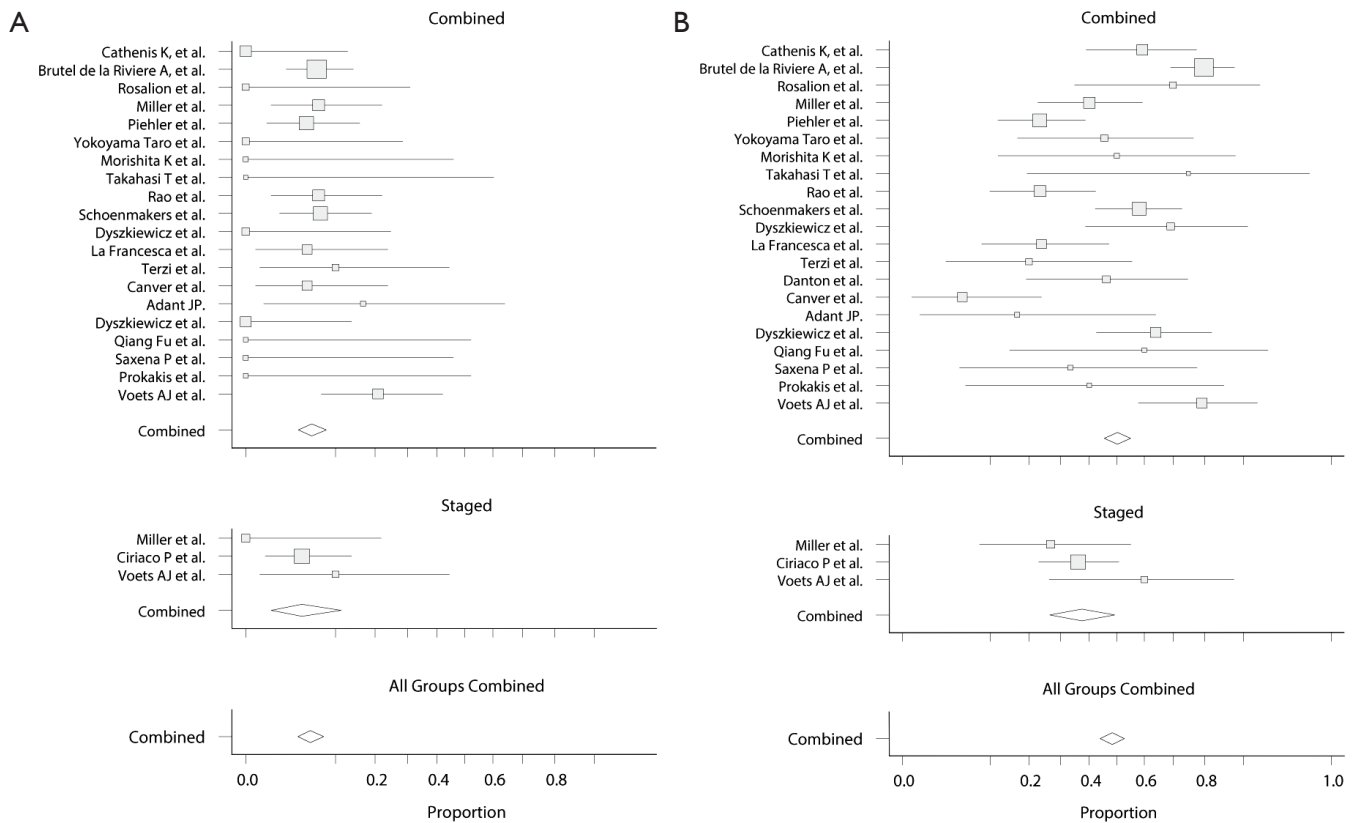 A
Combined
Cathenis K, et al.
Brutel de la Riviere A, et al.
Rosalion et al.
Miller et al.
Piehler et al.
Yokoyama Taro et al.
Morishita K et al.
Takahasi T et al.
Rao et al.
Schoenmakers et al.
Dyszkiewicz et al.
La Francesca et al.
Terzi et al.
Canver et al.
Adant JP.
Dyszkiewicz et al.
Qiang Fu et al.
Saxena P et al.
Prokakis et al.
Voets AJ et al.
Combined
Staged
Miller et al.
Ciriaco P et al.
Voets AJ et al.
Combined
All Groups Combined
Combined
0.0 0.2 0.4 0.6 0.8
Proportion
B
Combined
Cathenis K, et al.
Brutel de la Riviere A, et al.
Rosalion et al.
Miller et al.
Piehler et al.
Yokoyama Taro et al.
Morishita K et al.
Takahasi T et al.
Rao et al.
Schoenmakers et al.
Dyszkiewicz et al.
La Francesca et al.
Terzi et al.
Danton et al.
Canver et al.
Adant JP.
Dyszkiewicz et al.
Qiang Fu et al.
Saxena P et al.
Prokakis et al.
Voets AJ et al.
Combined
Staged
Miller et al.
Ciriaco P et al.
Voets AJ et al.
Combined
All Groups Combined
Combined
0.0 0.2 0.4 0.6 0.8 1.0
Proportion